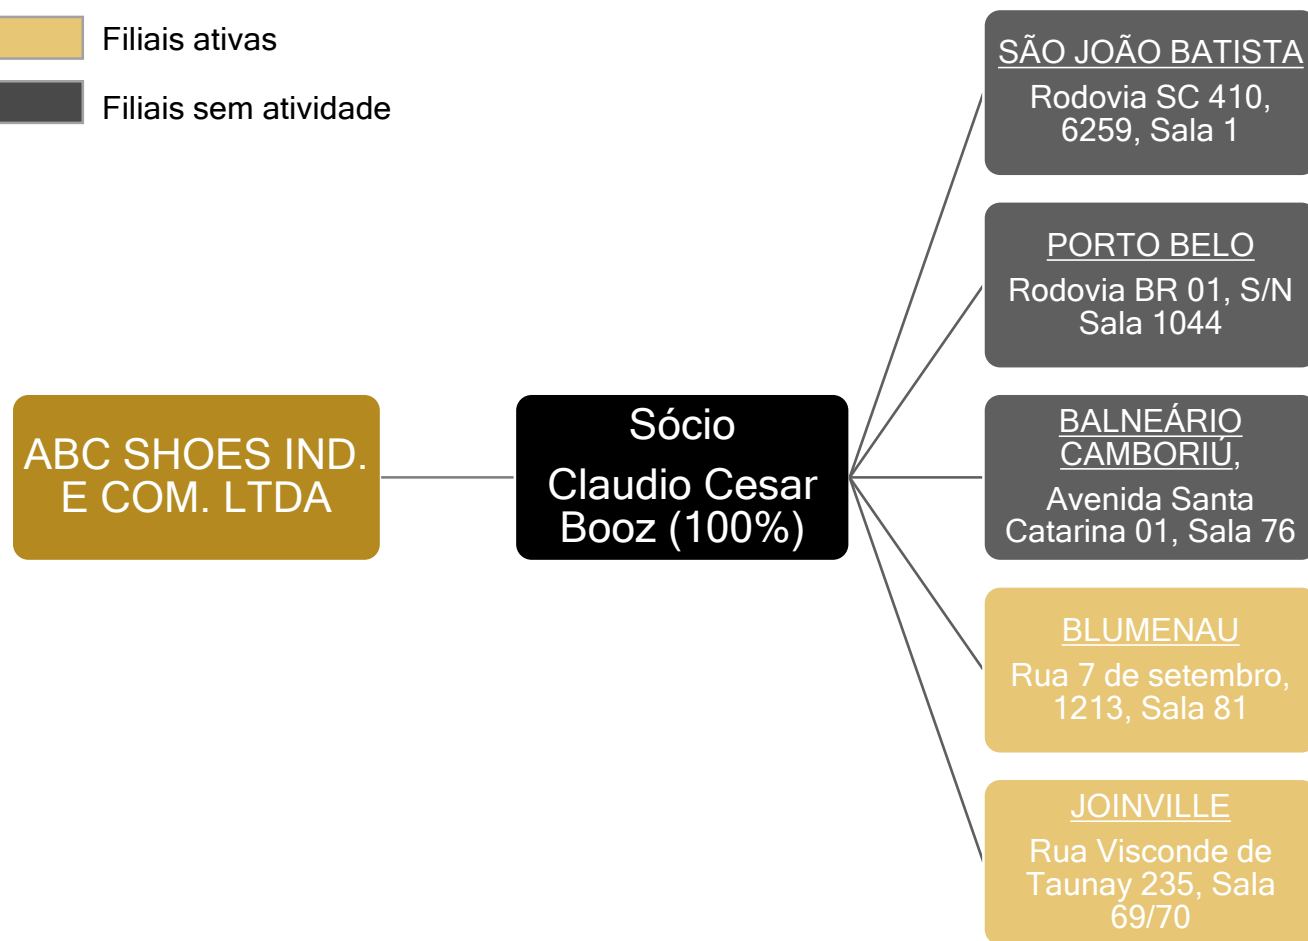 Filiais ativas
Filiais sem atividade
ABC SHOES IND.
E COM. LTDA
Sócio
Claudio Cesar
Booz (100%)
SÃO JOÃO BATISTA
Rodovia SC 410,
6259, Sala 1
PORTO BELO
Rodovia BR 01, S/N
Sala 1044
BALNEÁRIO
CAMBORIÚ,
Avenida Santa
Catarina 01, Sala 76
BLUMENAU
Rua 7 de setembro,
1213, Sala 81
JOINVILLE
Rua Visconde de
Taunay 235, Sala
69/70